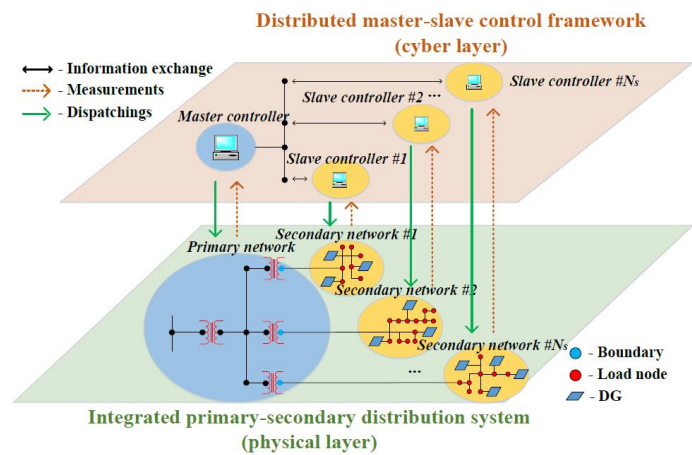 Distributed master-slave control framework
(cyber layer)
- Information exchange
- Measurements
- Dispatchings
Slave controller #Ns
Slave controller #2
...
Master controller
Slave controller #1
Secondary network #1
Primary network
Secondary network #2
Secondary network #Ns
...
- Boundary
- Load node
- DG
Integrated primary-secondary distribution system
(physical layer)